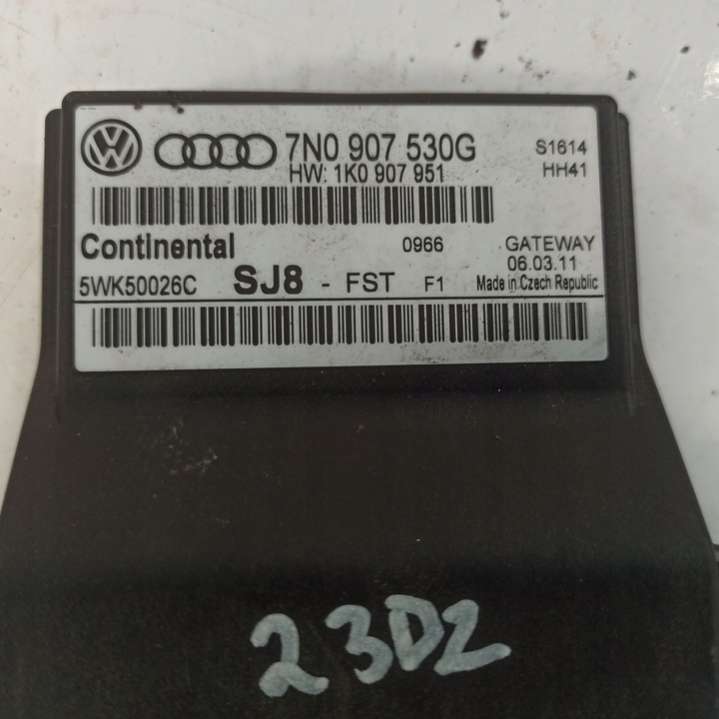 7N0 907 530G S1614
HW: 1K0 907 951 HH41
Continental 0966 GATEWAY
06.03.11
5WK50026C SJ8 - FST F1 Made in Czech Republic
23DZ